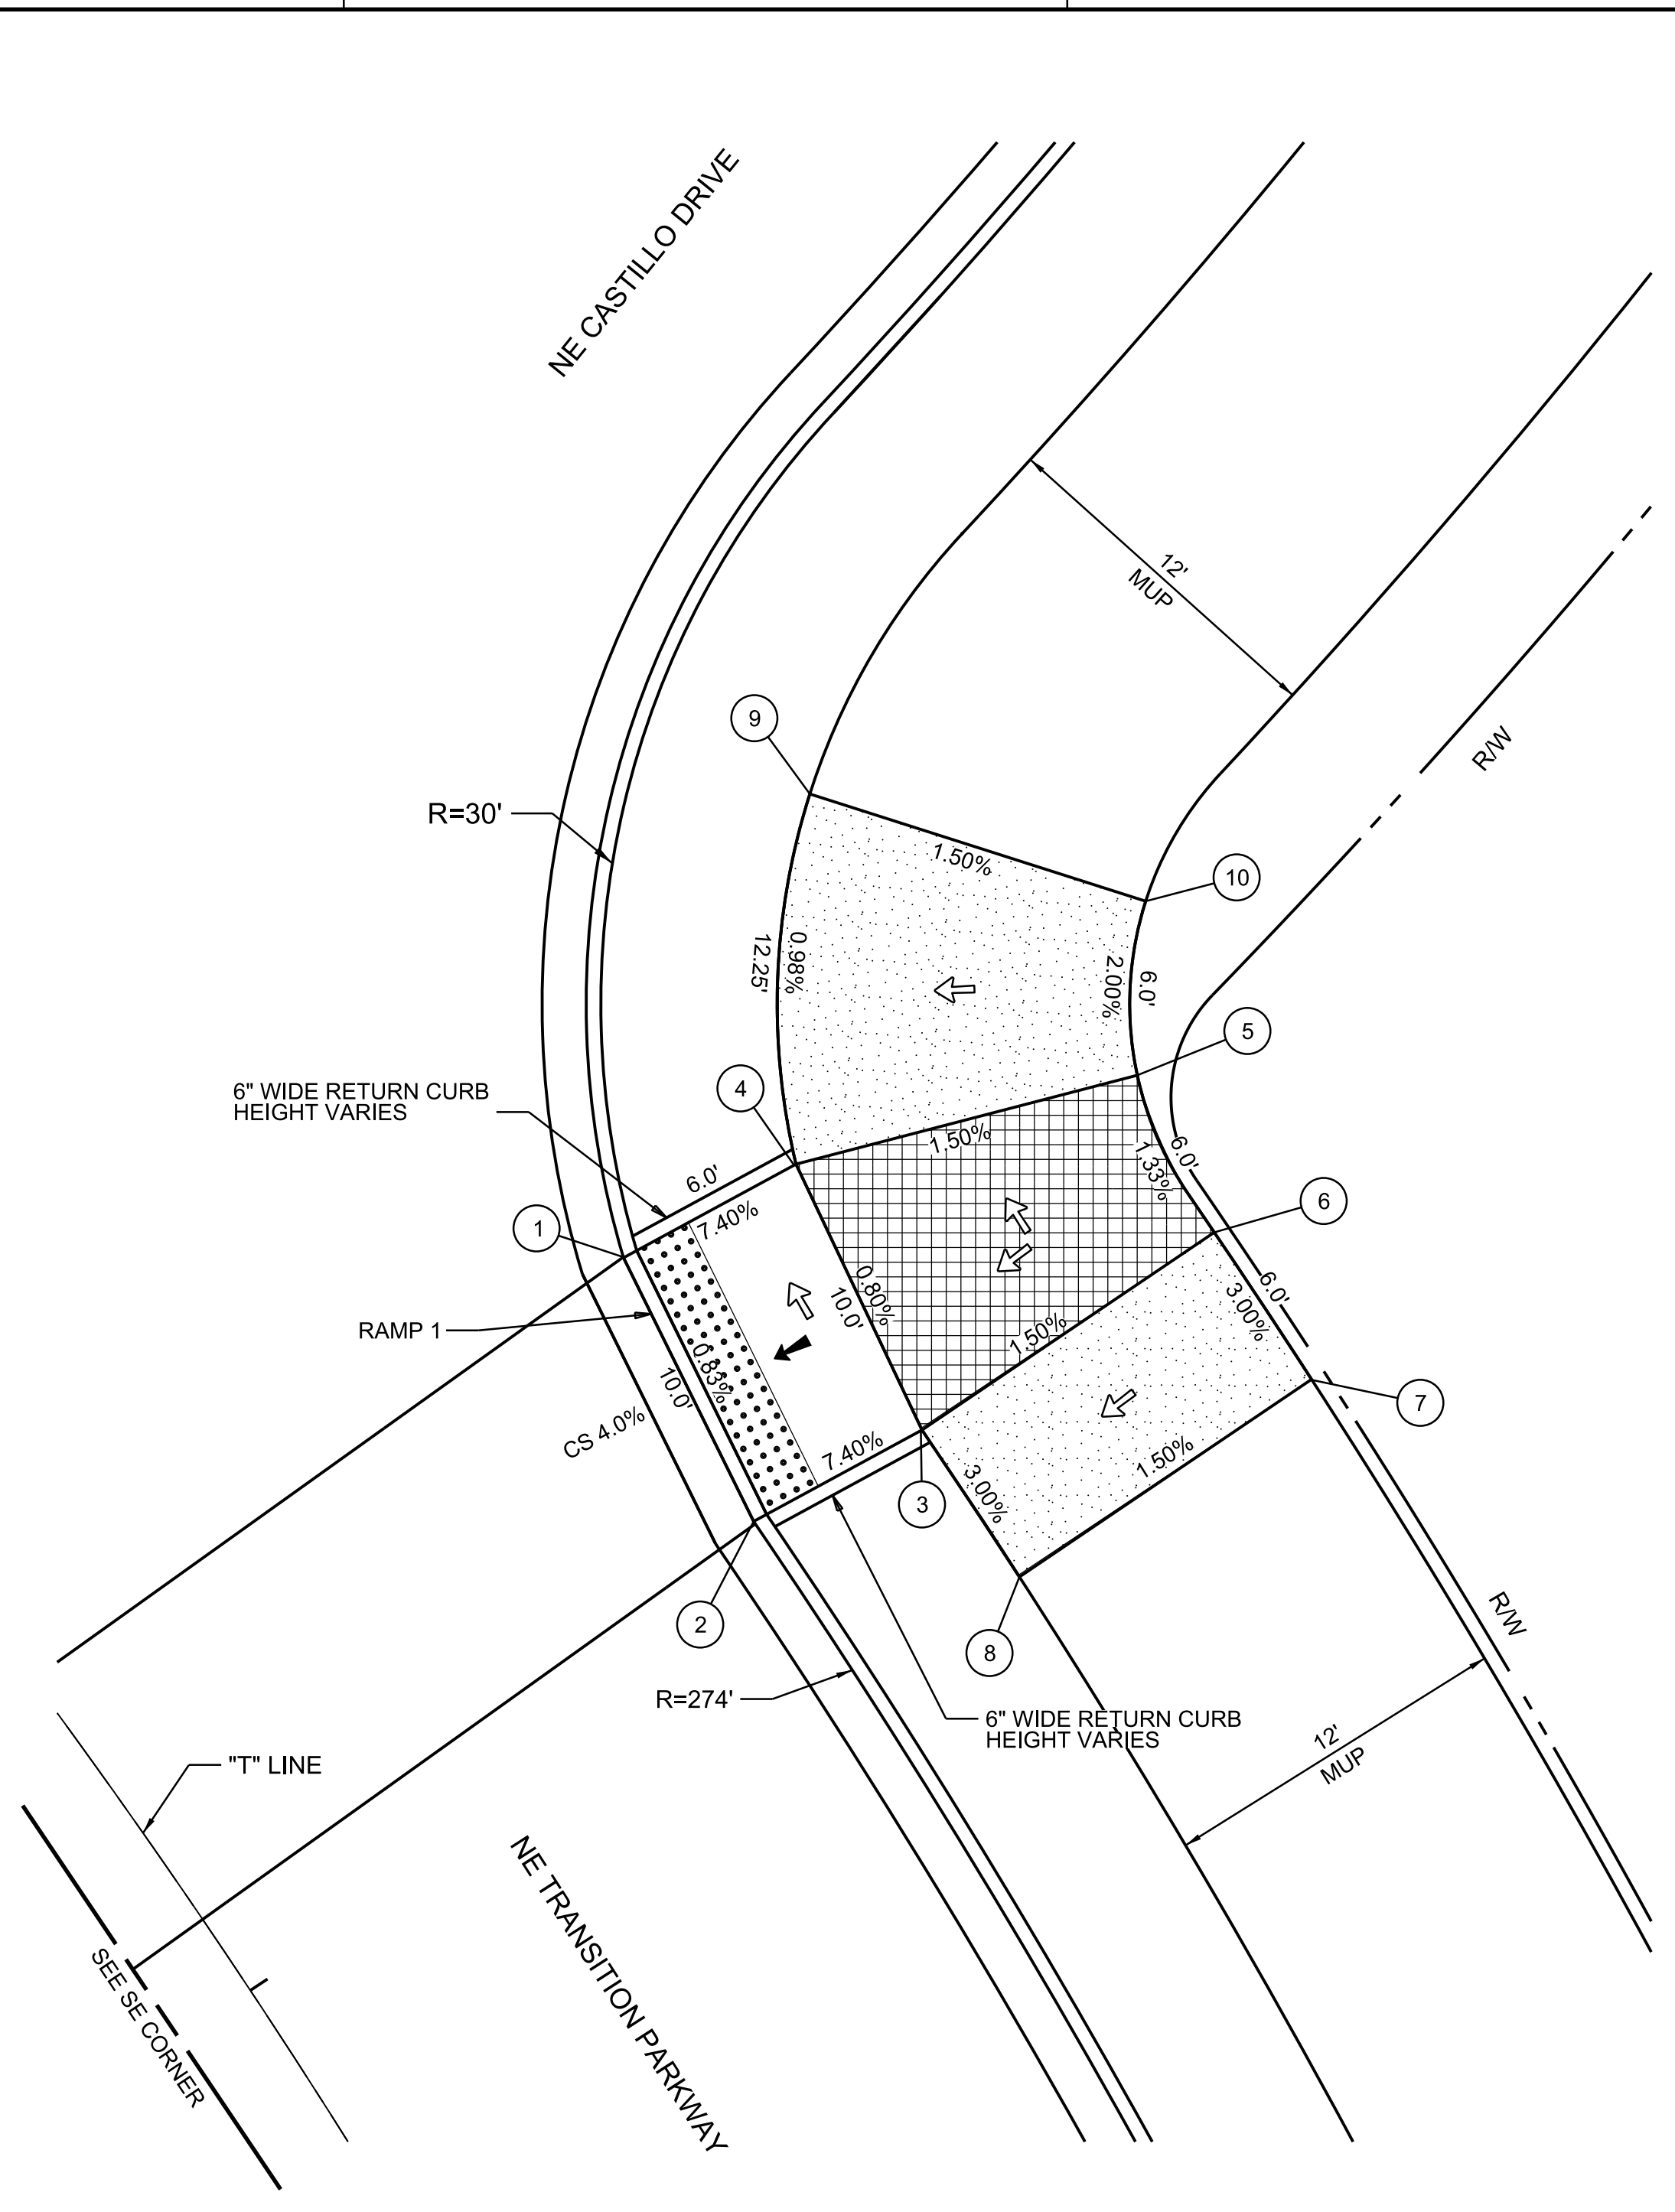 NE CASTILLO DRIVE
12'
MUP
R/W
9
R=30'
1.50%
10
12.25'
0.98%
2.00%
6.0'
5
4
6" WIDE RETURN CURB
HEIGHT VARIES
1.50%
1.33%
6.0'
6.0'
7.40%
1
6
RAMP 1
0.83%
10.0'
10.0'
0.80%
1.50%
3.00%
6.0'
7
CS 4.0%
7.40%
3.00%
1.50%
3
2
8
R=274'
6" WIDE RETURN CURB
HEIGHT VARIES
R/W
12'
MUP
"T" LINE
NE TRANSITION PARKWAY
SEE SE CORNER